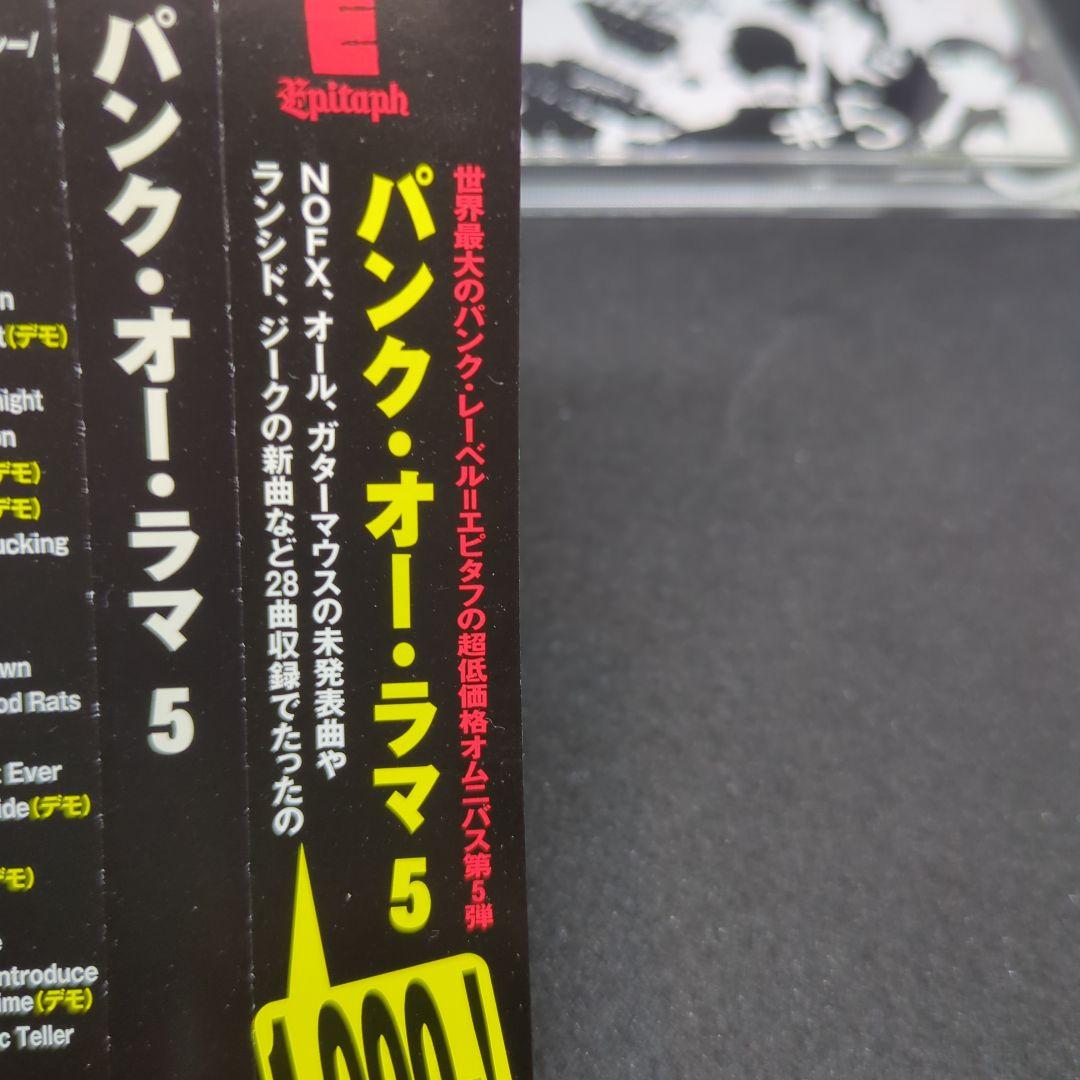 Epitaph
世界最大のパンク・レーベル=エピタフの超低価格オムニバス第5弾
パンク・オー・ラマ 5
NOFX、オール、ガターマウスの未発表曲や
ランシド、ジークの新曲など28曲収録でたったの
パンク・オー・ラマ 5
(デモ)
night
on
デモ)
デモ)
ucking
wn
od Rats
Ever
ide(デモ)
デモ)
ntroduce
ime(デモ)
c Teller
#5